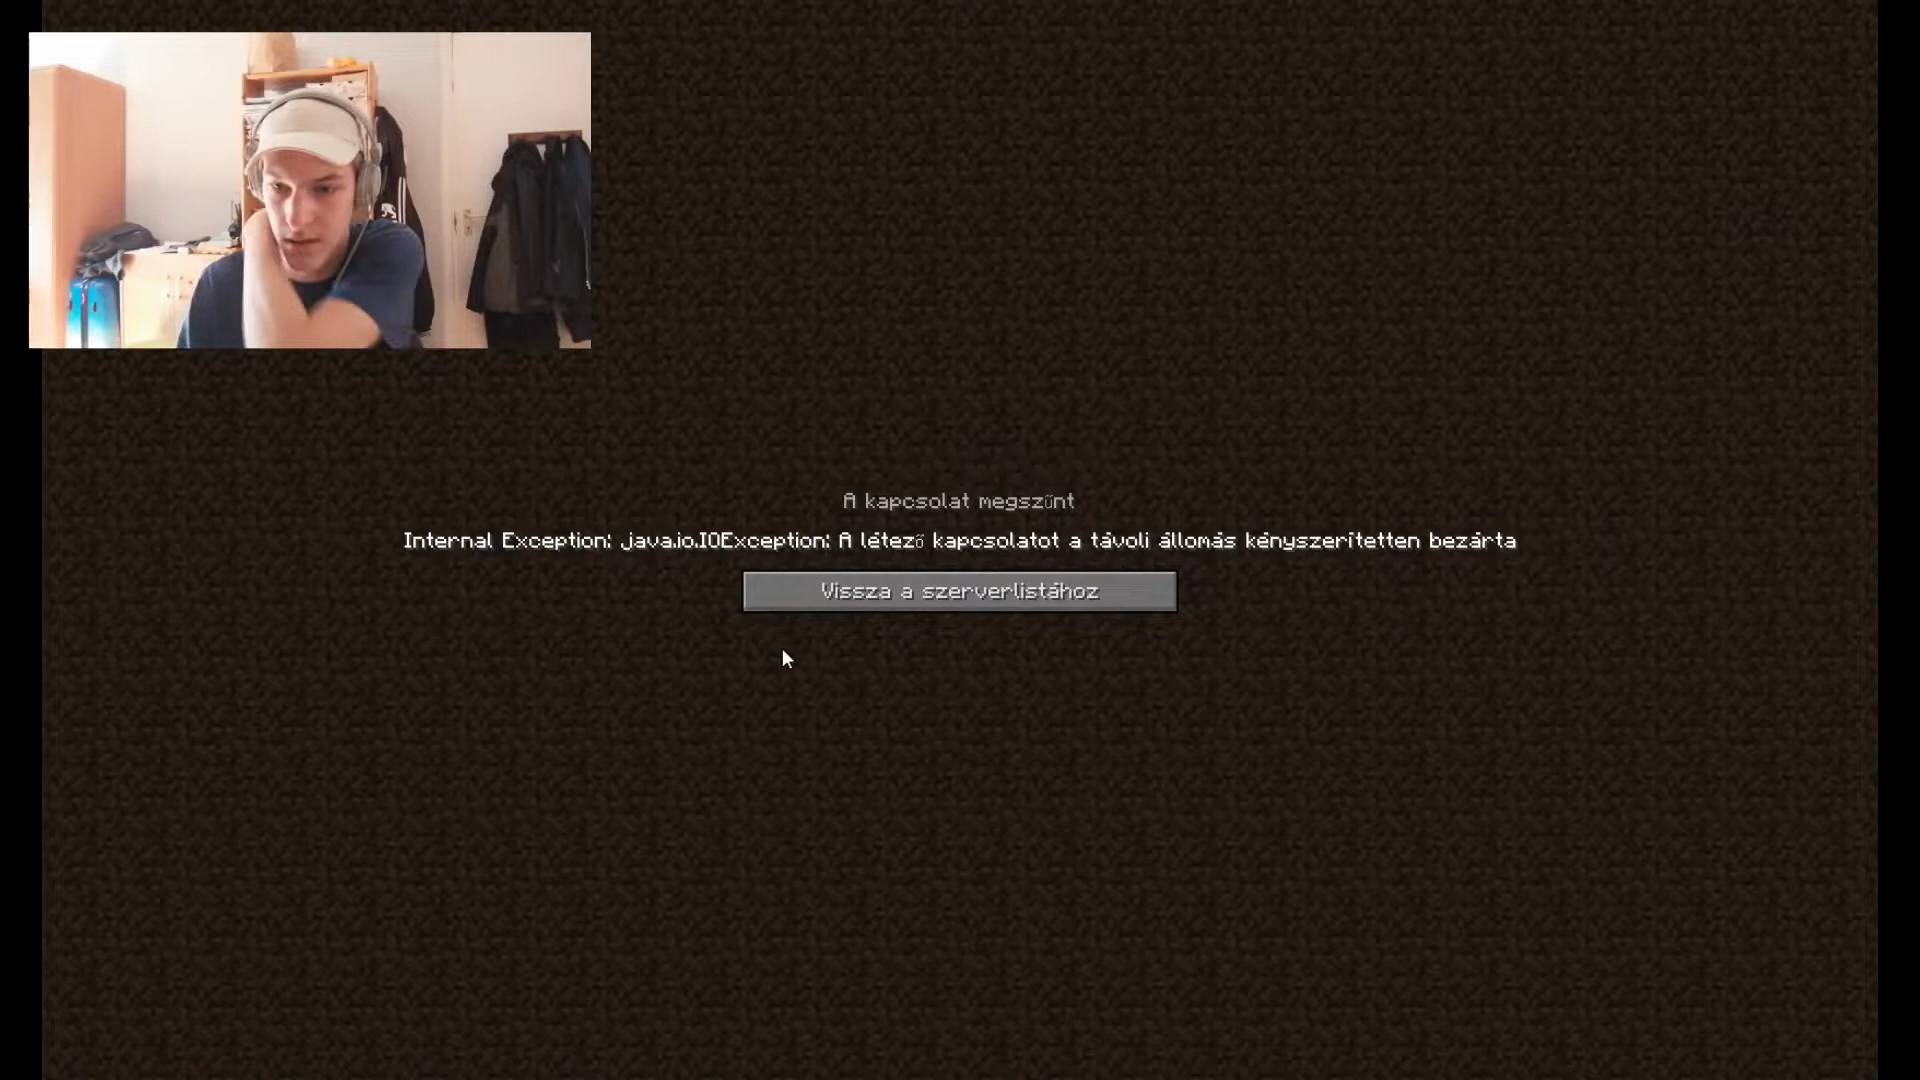 A kapcsolat megszűnt
Internal Exception: java.io.IOException: A létező kapcsolatot a távoli állomás kényszerítetten bezárta
Vissza a szerverlistához